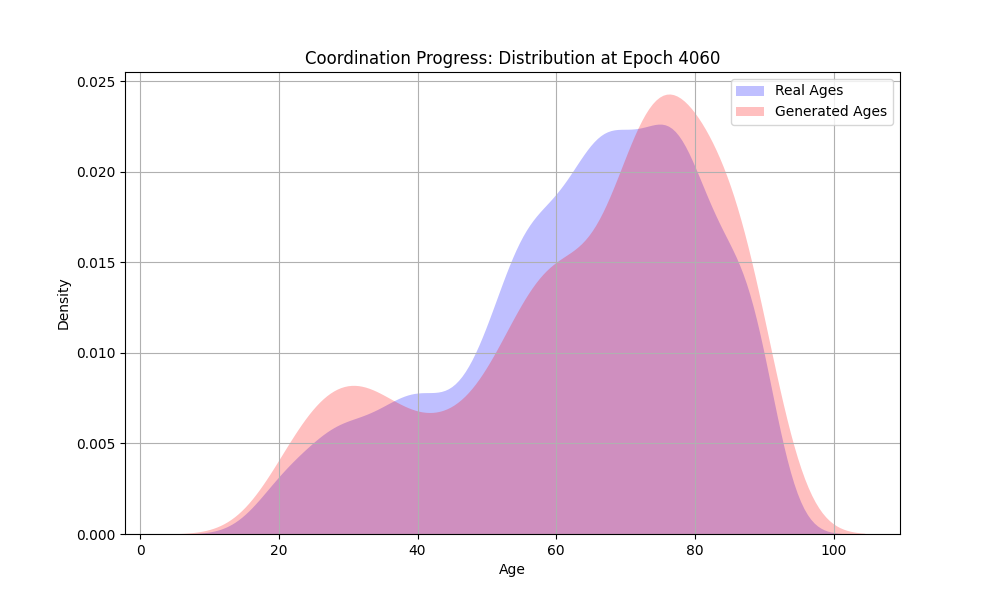 Coordination Progress: Distribution at Epoch 4060
Real Ages
Generated Ages
0.025
0.020
0.015
0.010
0.005
0.000
Density
0
20
40
60
80
100
Age